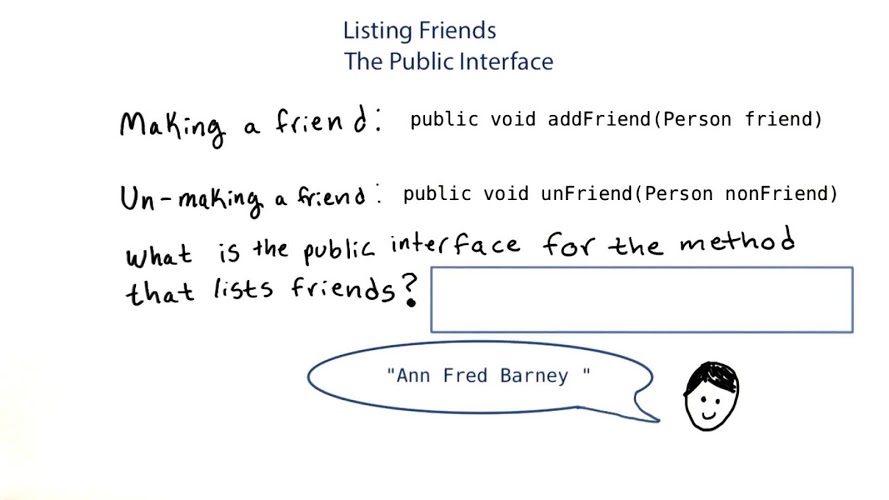 Listing Friends
The Public Interface
Making a friend: public void addFriend(Person friend)
Un-making a friend: public void unFriend(Person nonFriend)
What is the public interface for the method
that lists friends?
"Ann Fred Barney "